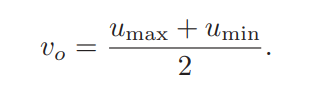 v_o = \frac{u_{\max} + u_{\min}}{2}.